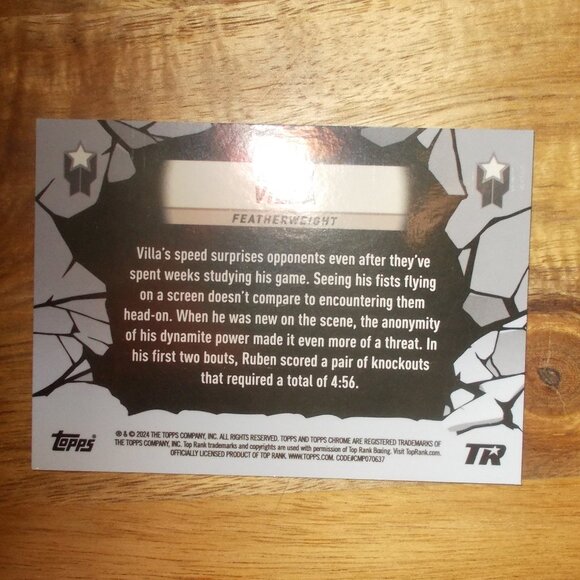 VILLA
FEATHERWEIGHT
Villa's speed surprises opponents even after they've
spent weeks studying his game. Seeing his fists flying
on a screen doesn't compare to encountering them
head-on. When he was new on the scene, the anonymity
of his dynamite power made it even more of a threat. In
his first two bouts, Ruben scored a pair of knockouts
that required a total of 4:56.
topps
® & © 2024 THE TOPPS COMPANY, INC. ALL RIGHTS RESERVED. TOPPS AND TOPPS CHROME ARE REGISTERED TRADEMARKS OF
THE TOPPS COMPANY, INC. Top Rank trademarks and copyrights are used with permission of Top Rank Boxing. Visit TopRank.com.
OFFICIALLY LICENSED PRODUCT OF TOP RANK. WWW.TOPPS.COM. CODE#CMP070637
TR